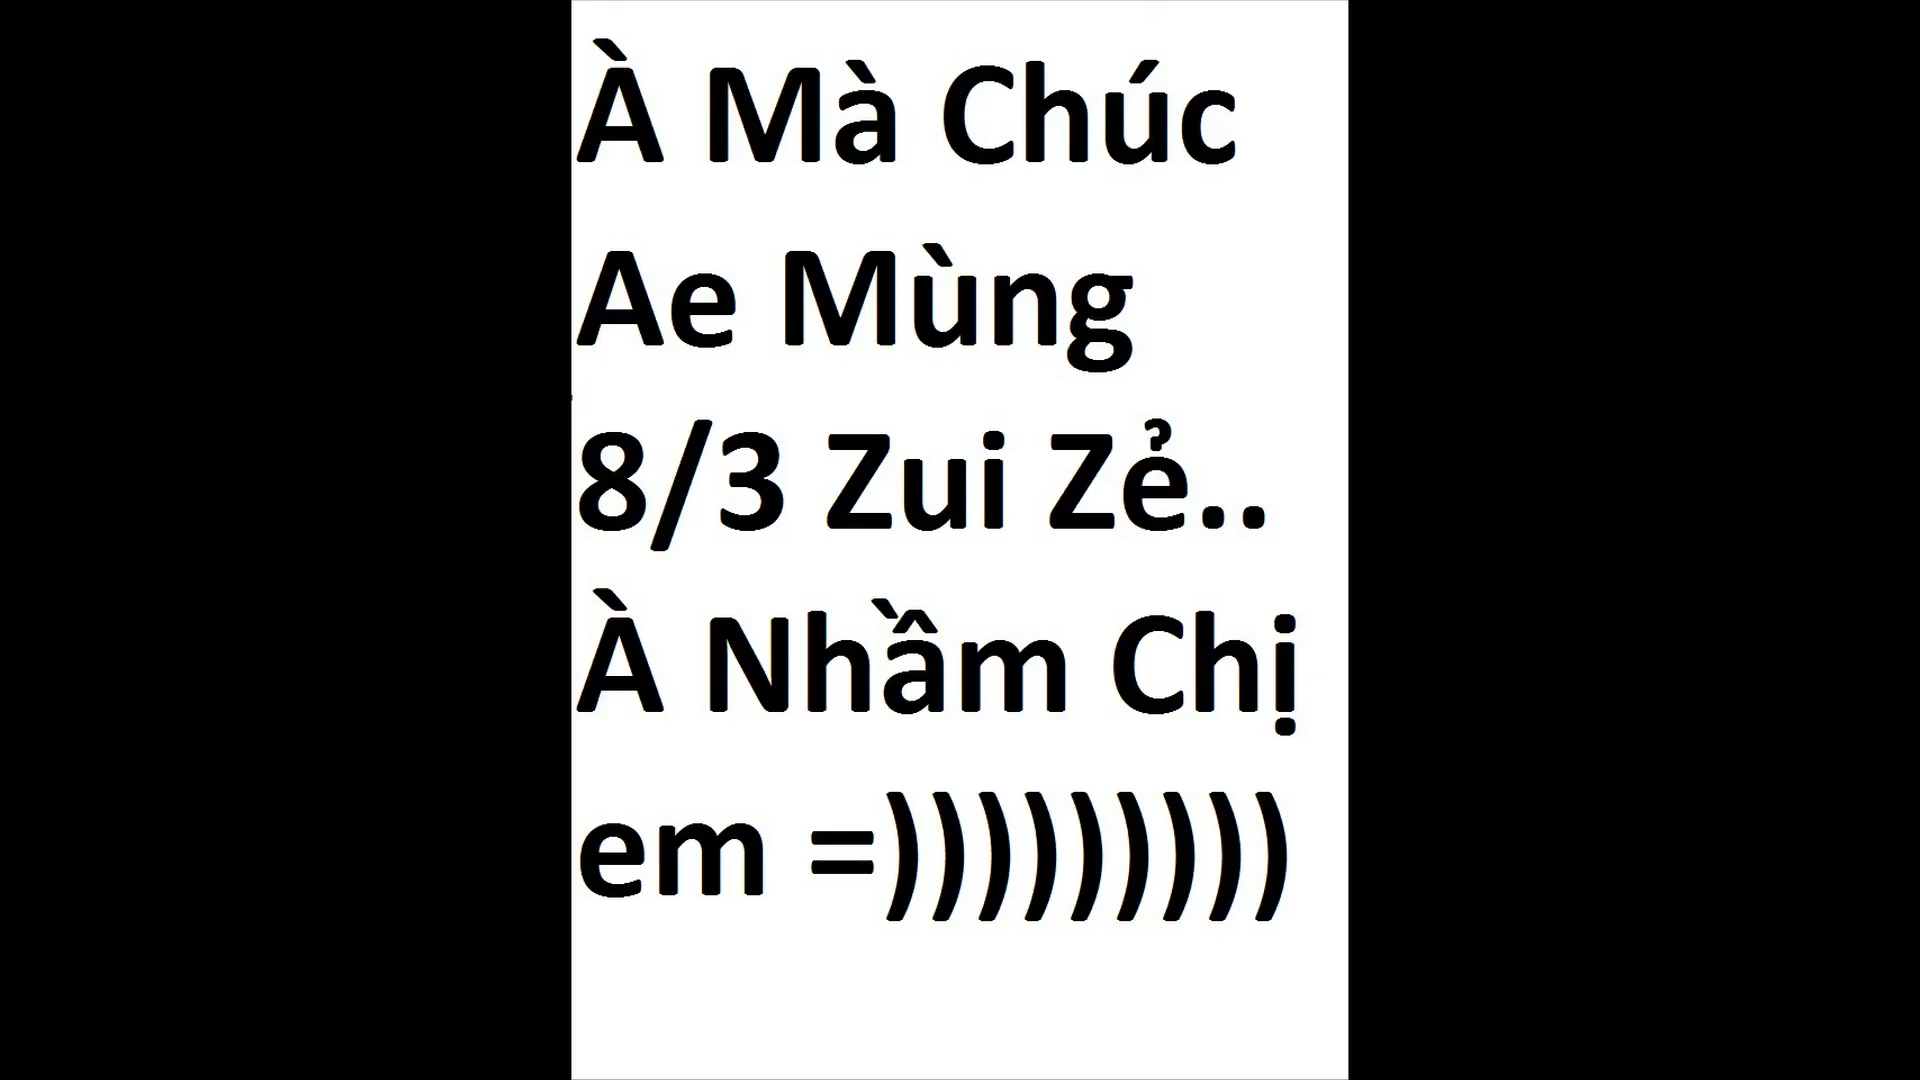 À Mà Chúc
Ae Mùng
8/3 Zui Zẻ..
À Nhầm Chị
em =)))))))))